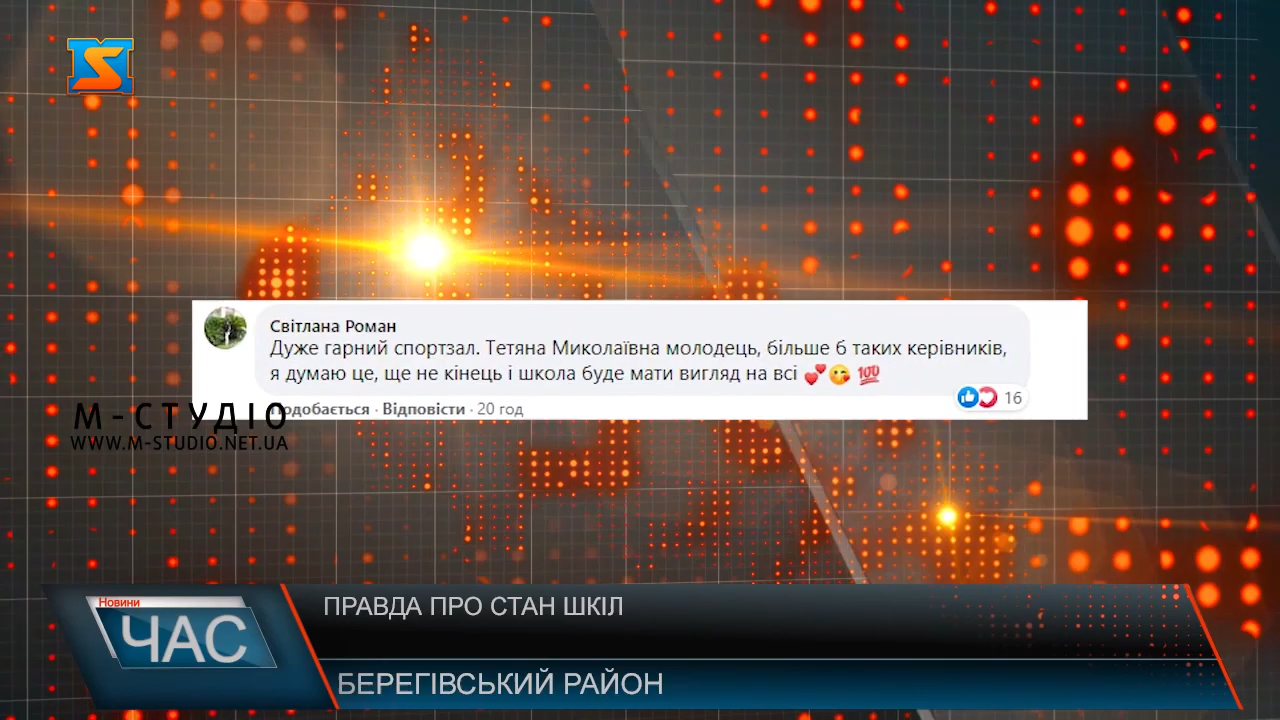 Світлана Роман
Дуже гарний спортзал. Тетяна Миколаївна молодець, більше б таких керівників,
я думаю це, ще не кінець і школа буде мати вигляд на всі 💕😘 💯
Подобається · Відповісти · 20 год
16
М-СТУДІО
WWW.M-STUDIO.NET.UA
Новини
ЧАС
ПРАВДА ПРО СТАН ШКІЛ
БЕРЕГІВСЬКИЙ РАЙОН